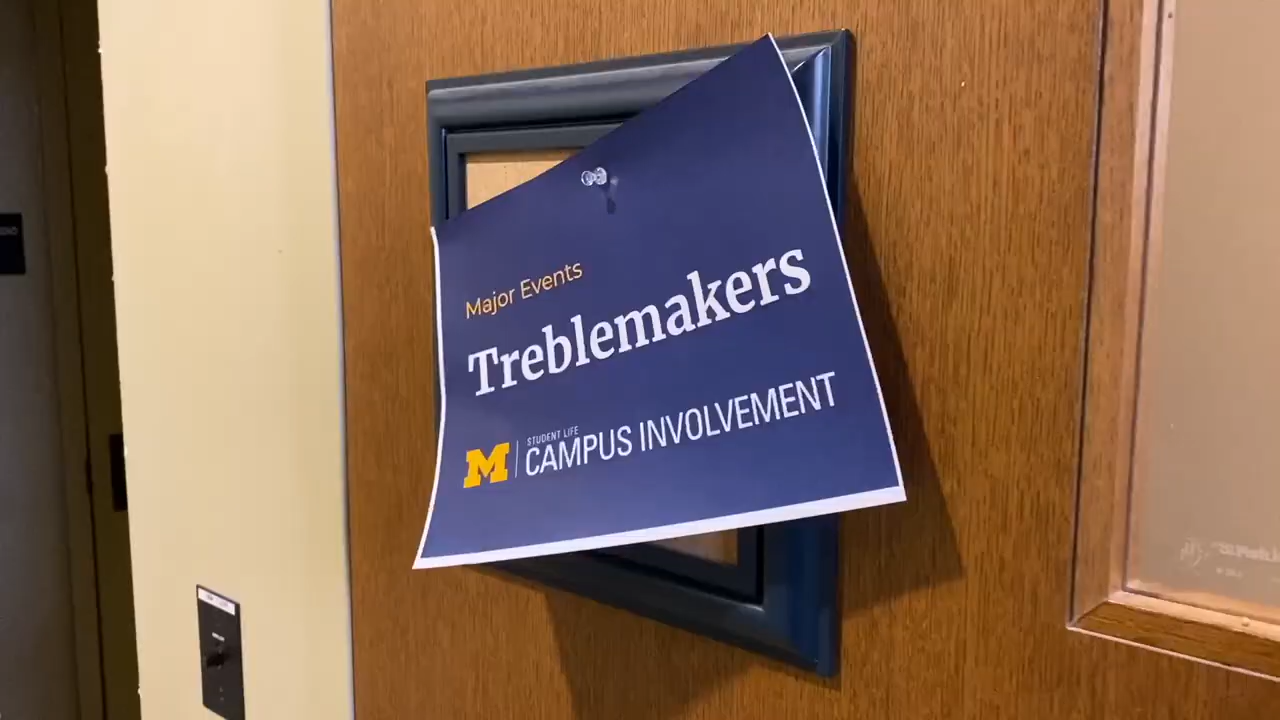 Major Events
Treblemakers
M
STUDENT LIFE
CAMPUS INVOLVEMENT